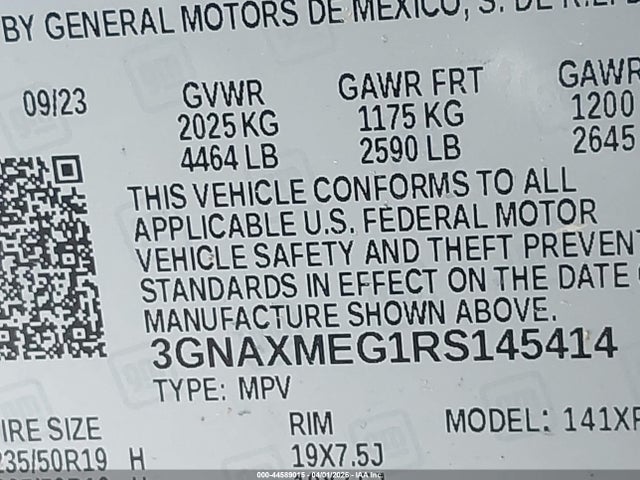 BY GENERAL MOTORS DE MEXICO, S. DE R.L.
09/23 GVWR GAWR FRT GAWR
2025 KG 1175 KG 1200
4464 LB 2590 LB 2645
THIS VEHICLE CONFORMS TO ALL
APPLICABLE U.S. FEDERAL MOTOR
VEHICLE SAFETY AND THEFT PREVENT
STANDARDS IN EFFECT ON THE DATE
MANUFACTURE SHOWN ABOVE.
3GNAXMEG1RS145414
TYPE: MPV
IRE SIZE RIM MODEL: 141X
235/50R19 H 19X7.5J
000-44589015 - 04/01/2026 - IAA Inc.